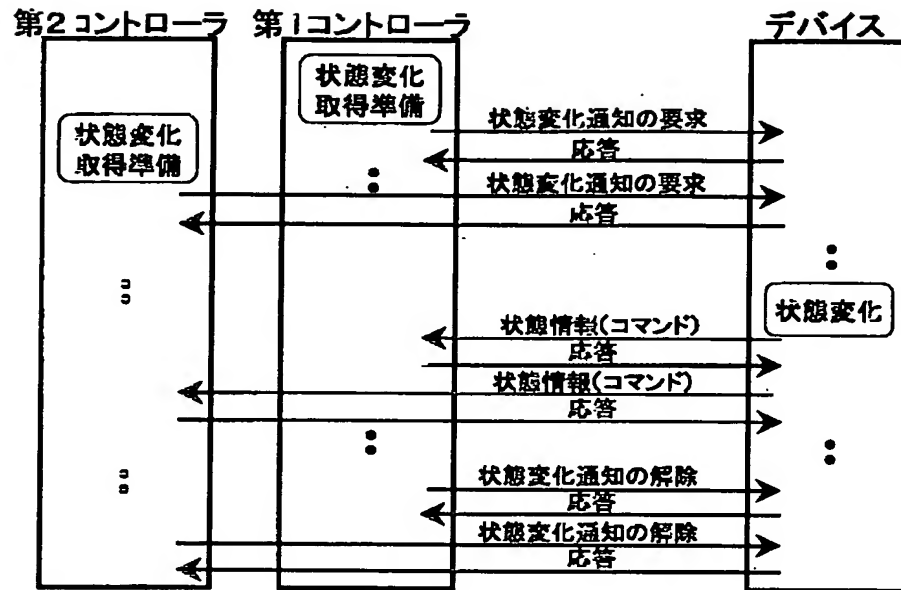 第2コントローラ
第1コントローラ
デバイス
状態変化
取得準備
状態変化
取得準備
状態変化通知の要求
応答
状態変化通知の要求
応答
状態変化
状態情報(コマンド)
応答
状態情報(コマンド)
応答
状態変化通知の解除
応答
状態変化通知の解除
応答